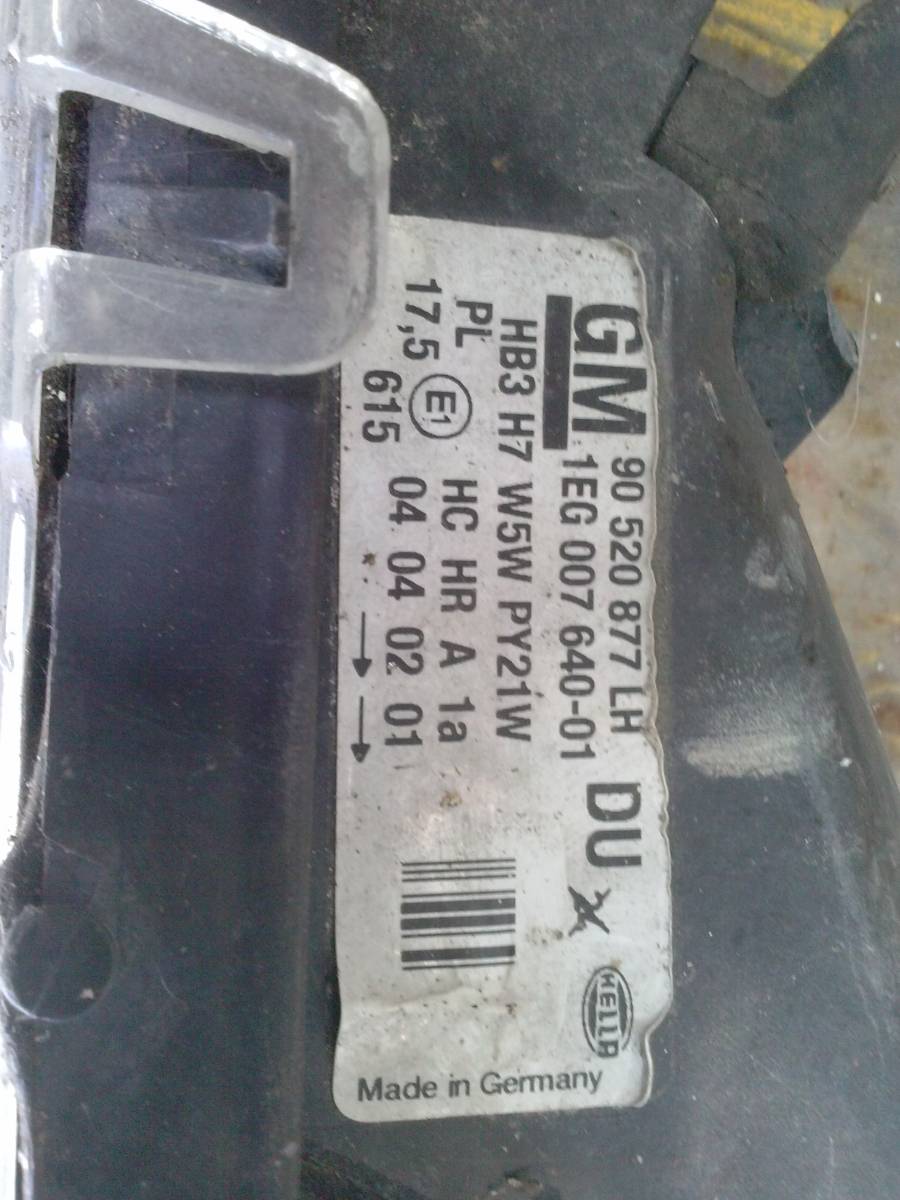 GM 90 520 877 LH DU
1EG 007 640-01
HELLA
HB3 H7 W5W PY21W
PL E1 HC HR A 1a
17,5 04 04 02 01
615
Made in Germany